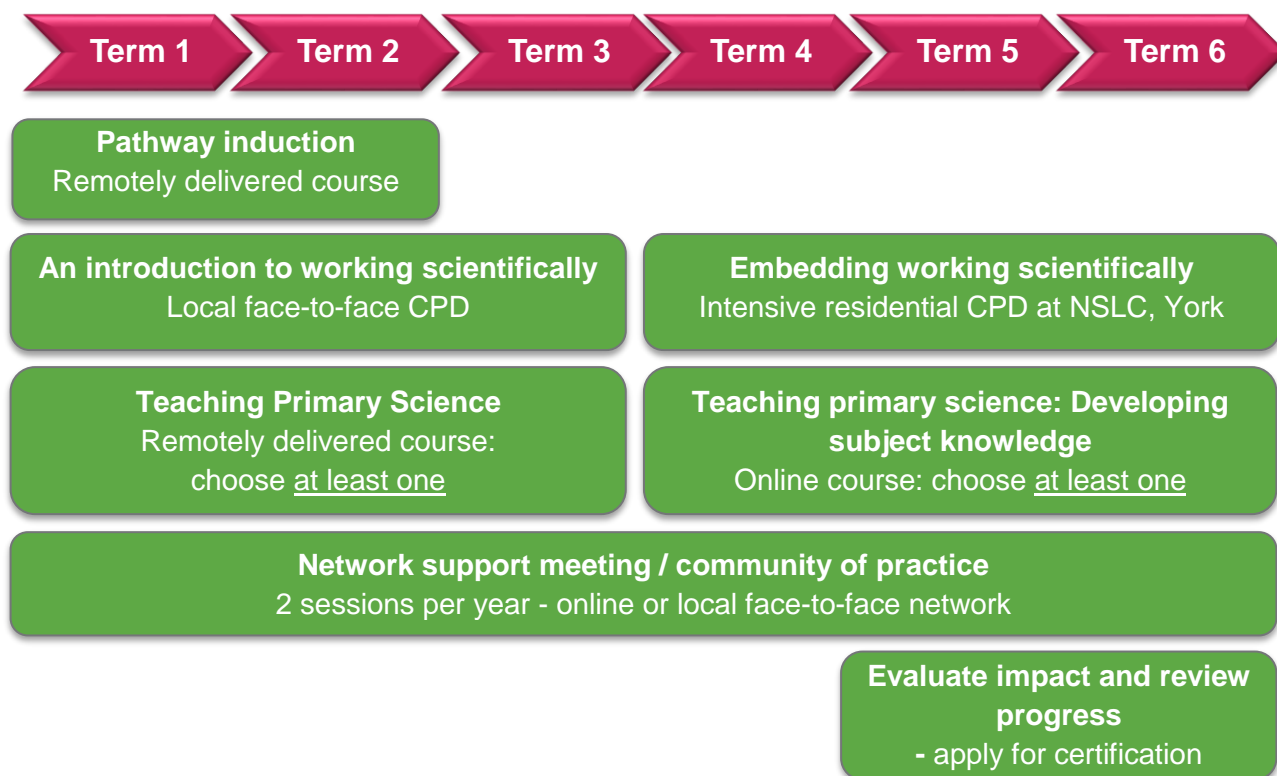 Term 1 Term 2 Term 3 Term 4 Term 5 Term 6
Pathway induction
Remotely delivered course
An introduction to working scientifically
Local face-to-face CPD
Embedding working scientifically
Intensive residential CPD at NSLC, York
Teaching Primary Science
Remotely delivered course:
choose at least one
Teaching primary science: Developing
subject knowledge
Online course: choose at least one
Network support meeting / community of practice
2 sessions per year - online or local face-to-face network
Evaluate impact and review
progress
- apply for certification